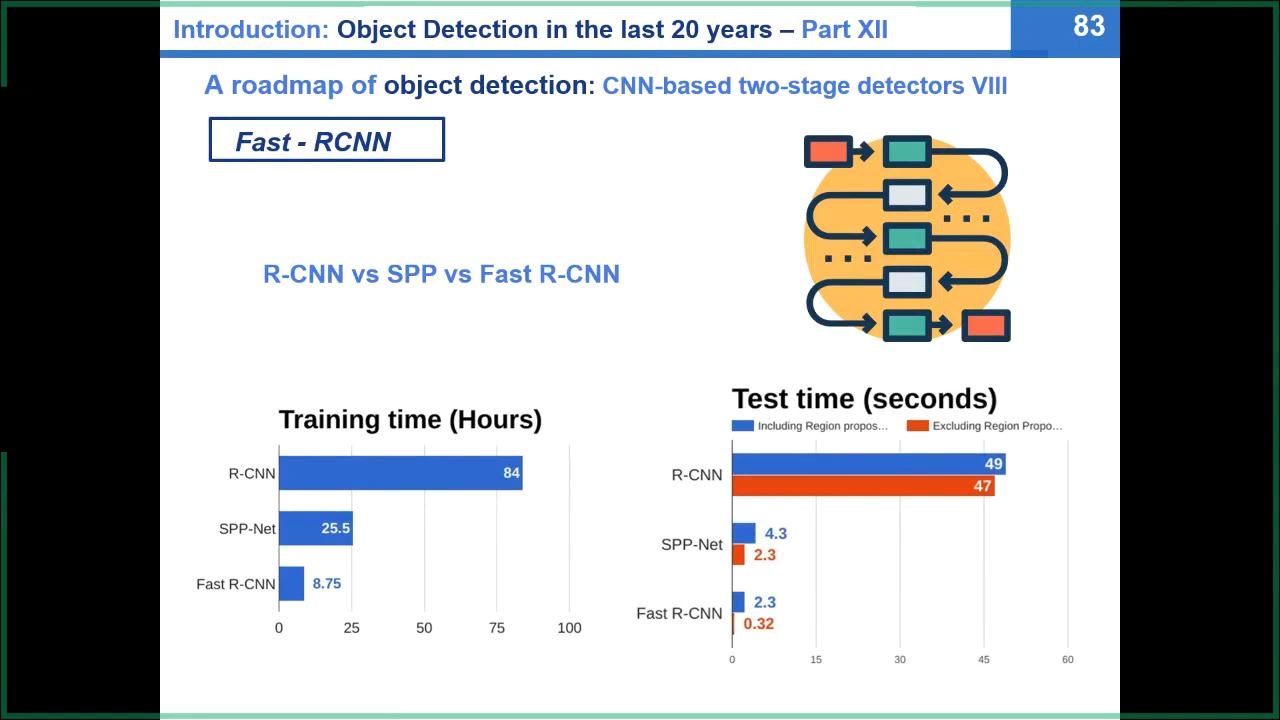 Introduction: Object Detection in the last 20 years – Part XII
83
A roadmap of object detection: CNN-based two-stage detectors VIII
Fast - RCNN
R-CNN vs SPP vs Fast R-CNN
Training time (Hours)
R-CNN 84
SPP-Net 25.5
Fast R-CNN 8.75
0 25 50 75 100
Test time (seconds)
Including Region propos... Excluding Region Propo...
R-CNN 49 47
SPP-Net 4.3 2.3
Fast R-CNN 2.3 0.32
0 15 30 45 60